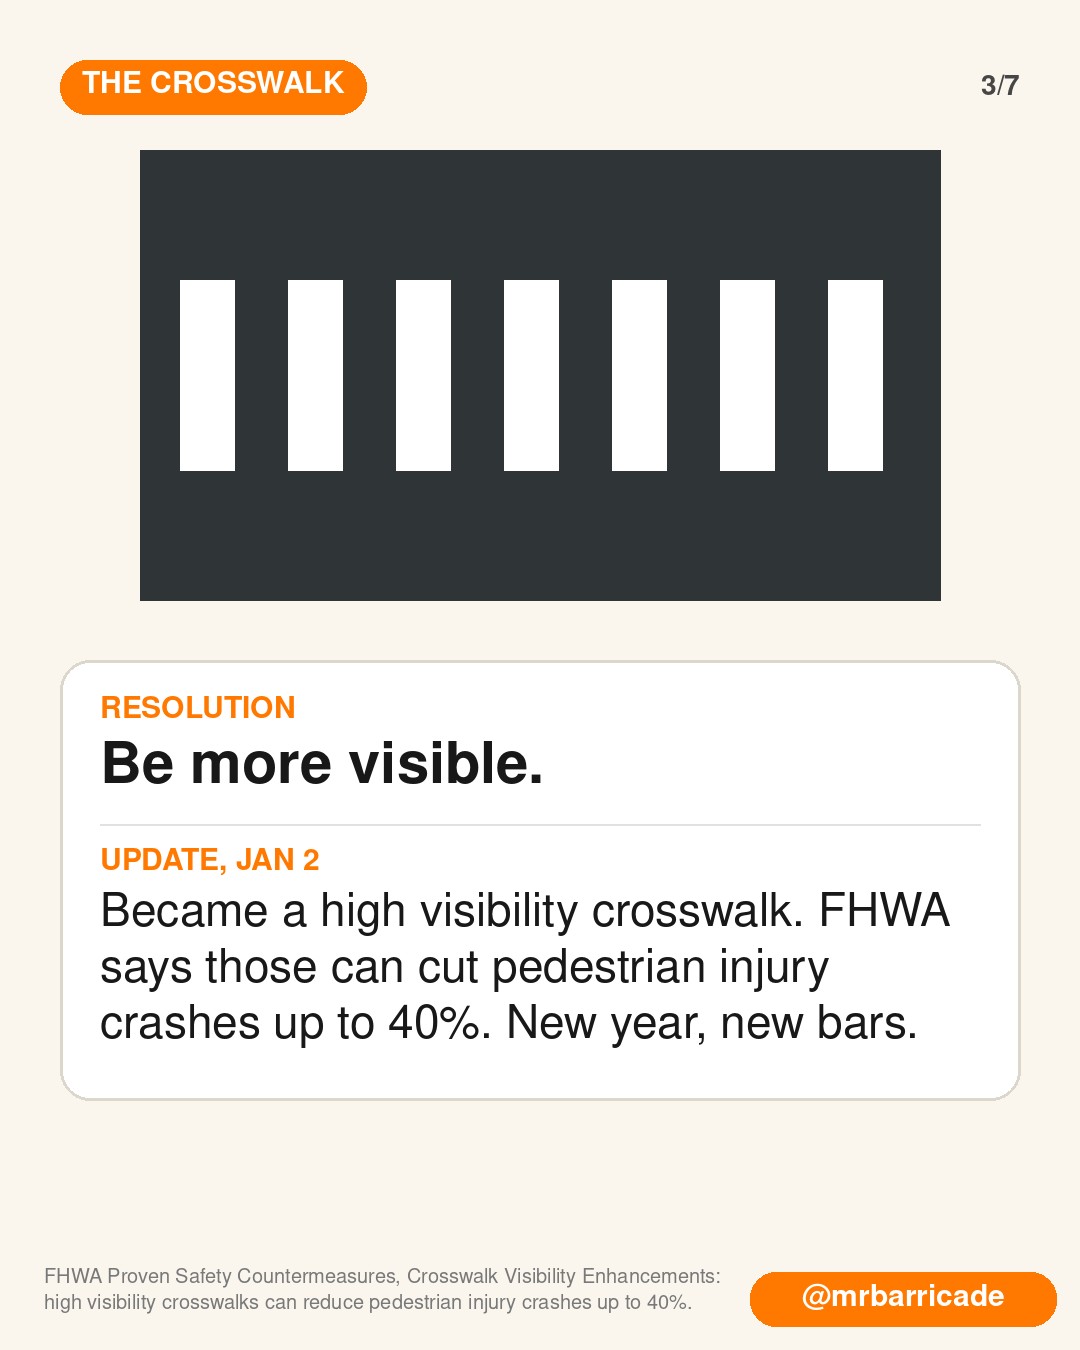 THE CROSSWALK
3/7
RESOLUTION
Be more visible.
UPDATE, JAN 2
Became a high visibility crosswalk. FHWA
says those can cut pedestrian injury
crashes up to 40%. New year, new bars.
FHWA Proven Safety Countermeasures, Crosswalk Visibility Enhancements:
high visibility crosswalks can reduce pedestrian injury crashes up to 40%.
@mrbarricade